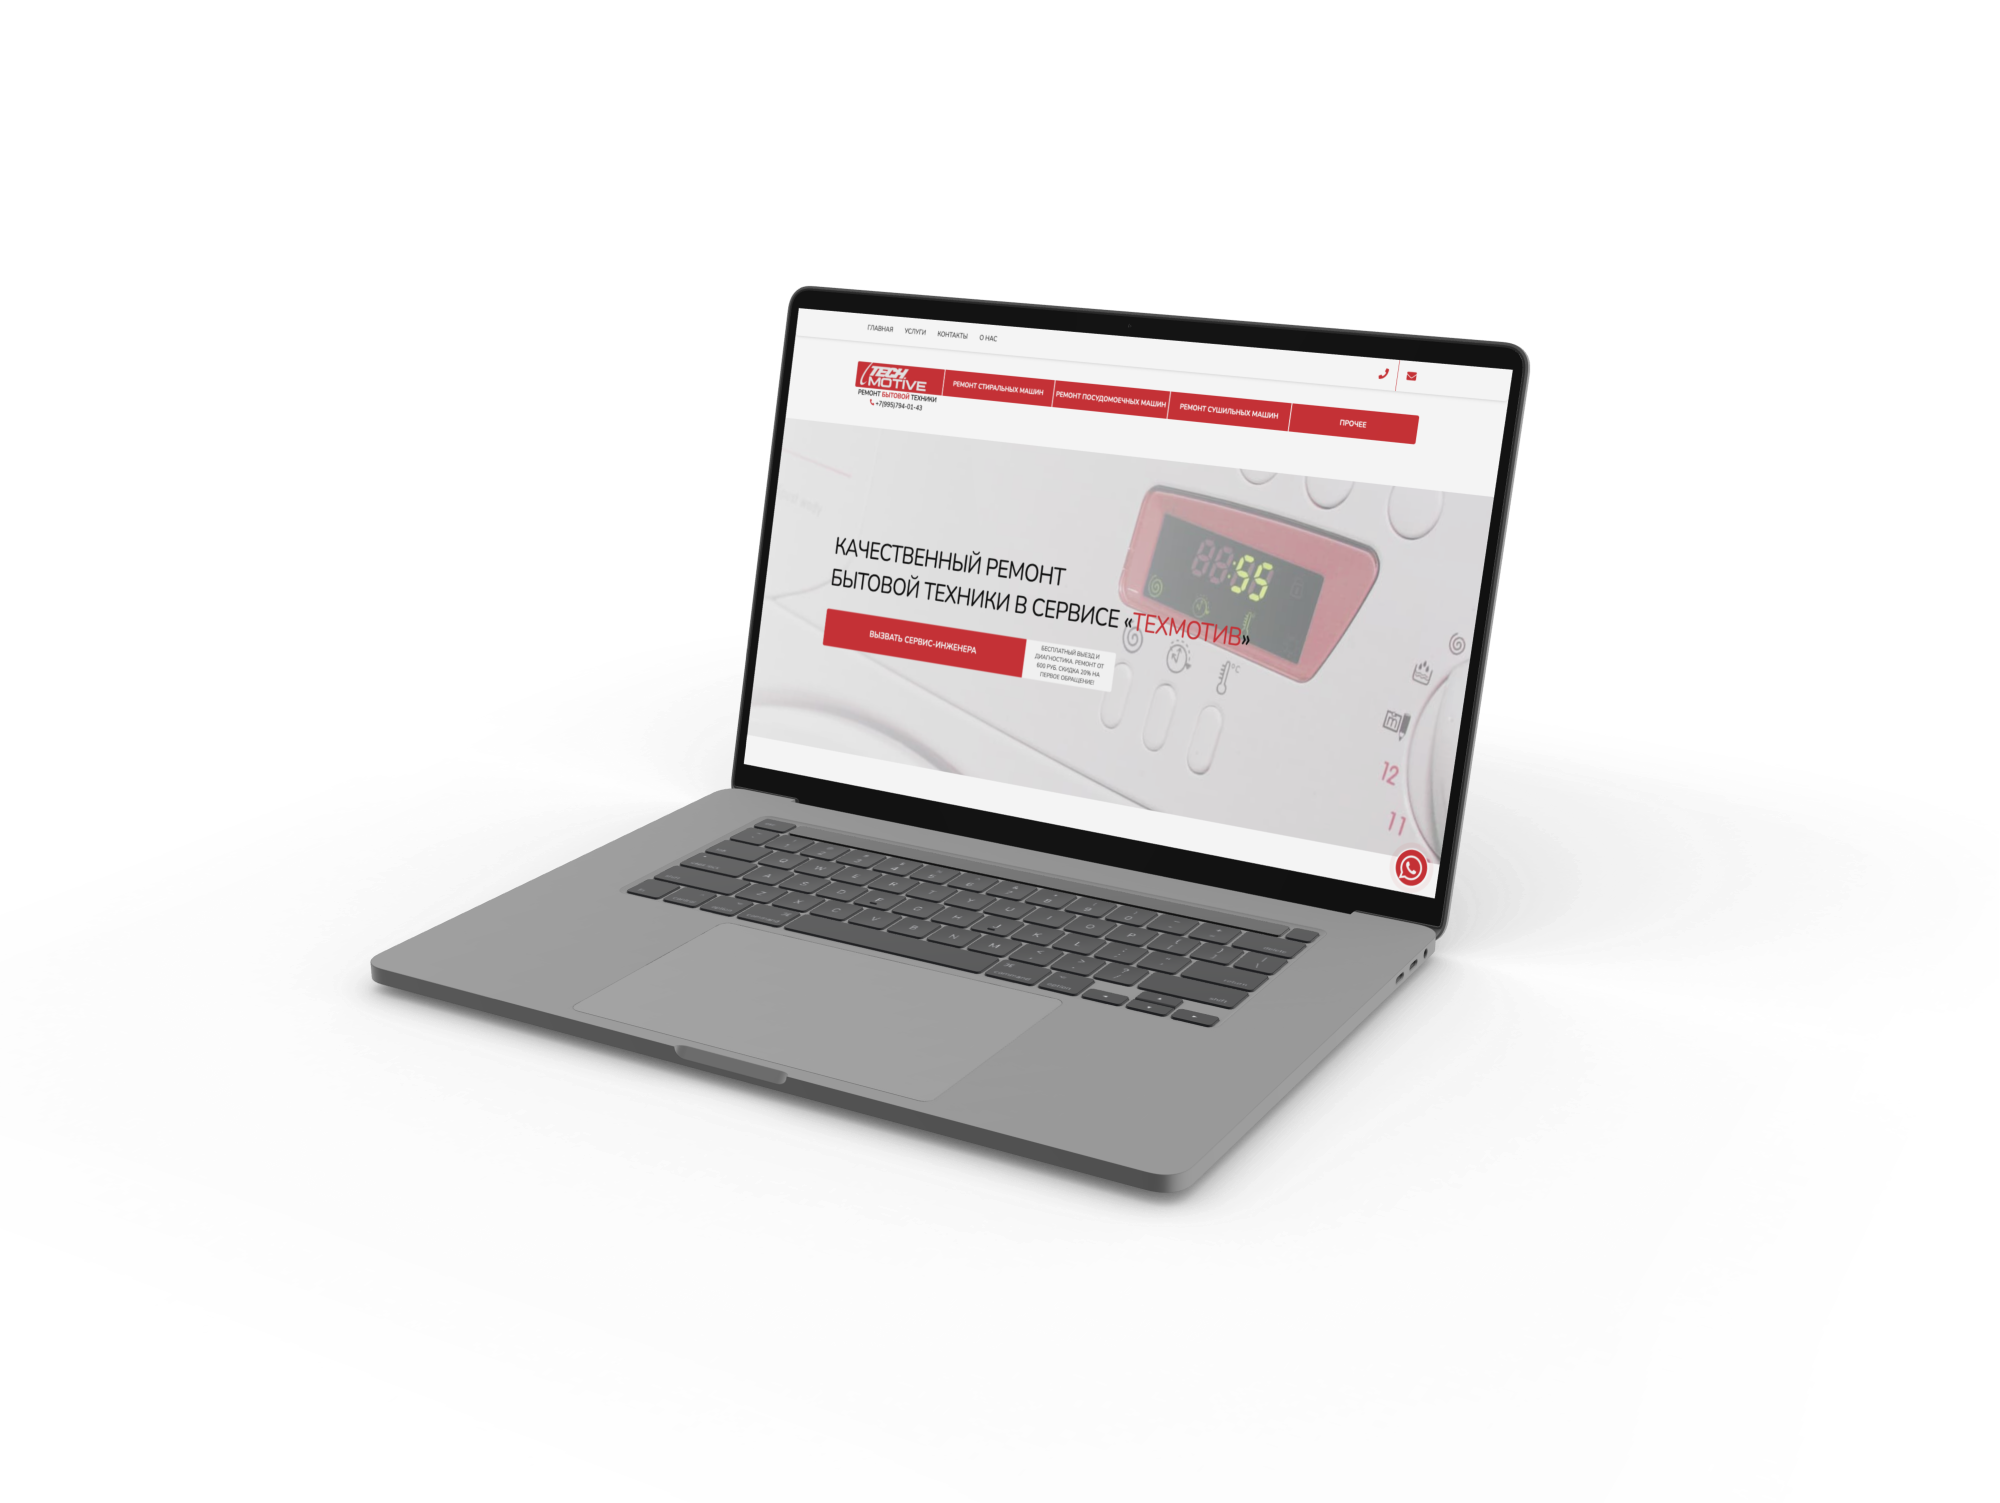 ГЛАВНАЯ УСЛУГИ КОНТАКТЫ О НАС
TECH
MOTIVE
РЕМОНТ БЫТОВОЙ ТЕХНИКИ
+7(995)794-01-43
РЕМОНТ СТИРАЛЬНЫХ МАШИН РЕМОНТ ПОСУДОМОЕЧНЫХ МАШИН РЕМОНТ СУШИЛЬНЫХ МАШИН ПРОЧЕЕ
КАЧЕСТВЕННЫЙ РЕМОНТ
БЫТОВОЙ ТЕХНИКИ В СЕРВИСЕ «ТЕХМОТИВ»
ВЫЗВАТЬ СЕРВИС-ИНЖЕНЕРА
БЕСПЛАТНЫЙ ВЫЕЗД И
ДИАГНОСТИКА. РЕМОНТ ОТ
600 РУБ. СКИДКА 20% НА
ПЕРВОЕ ОБРАЩЕНИЕ!
:55
°C
12
11